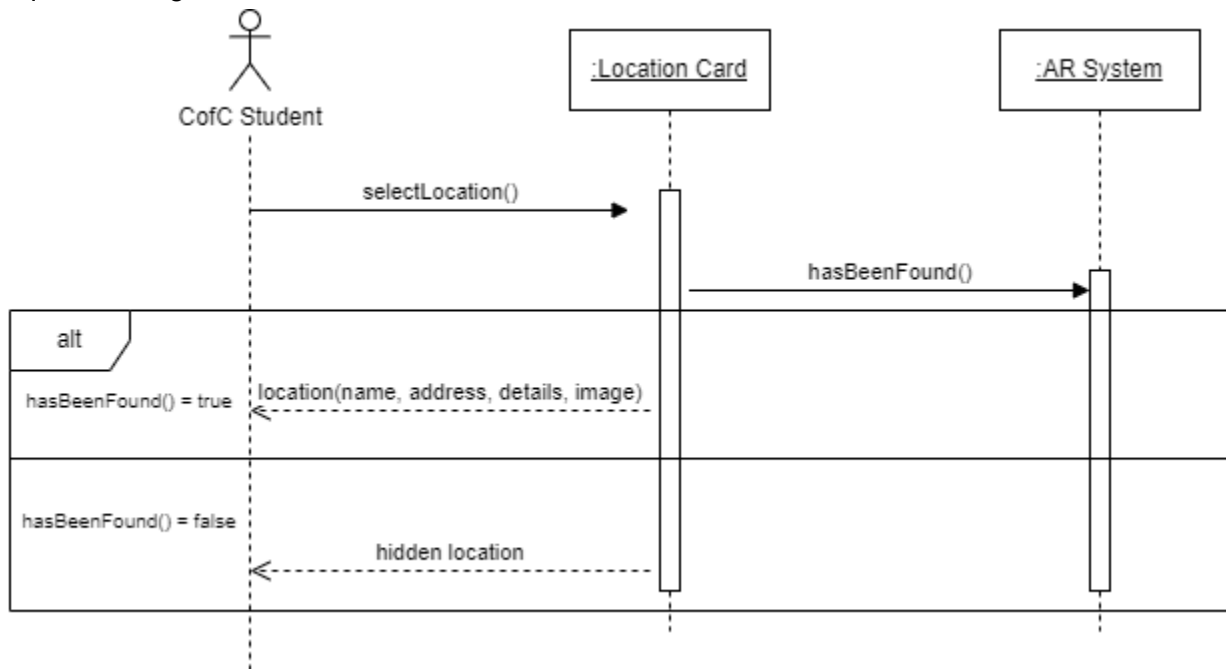 :Location Card
:AR System
CofC Student
selectLocation()
hasBeenFound()
alt
location(name, address, details, image)
hasBeenFound() = true
hasBeenFound() = false
hidden location